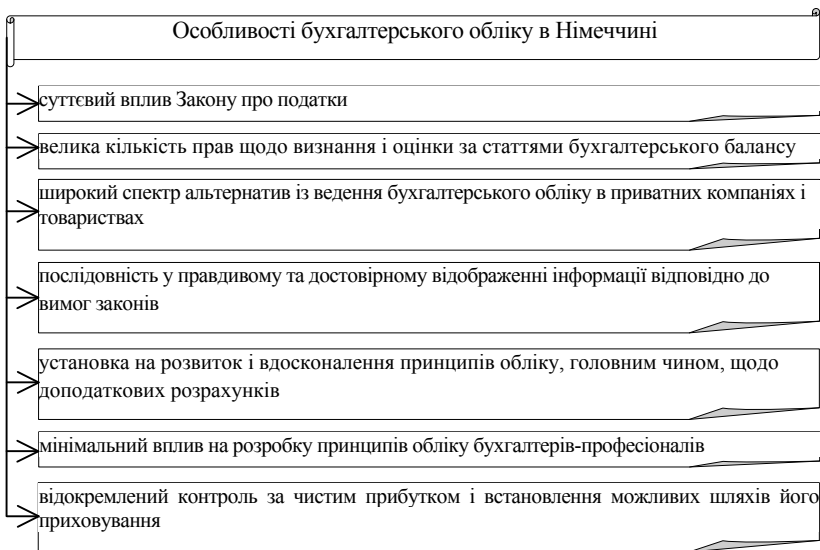 Особливості бухгалтерського обліку в Німеччині
суттєвий вплив Закону про податки
велика кількість прав щодо визнання і оцінки за статтями бухгалтерського балансу
широкий спектр альтернатив із ведення бухгалтерського обліку в приватних компаніях і
товариствах
послідовність у правдивому та достовірному відображенні інформації відповідно до
вимог законів
установка на розвиток і вдосконалення принципів обліку, головним чином, щодо
доподаткових розрахунків
мінімальний вплив на розробку принципів обліку бухгалтерів-професіоналів
відокремлений контроль за чистим прибутком і встановлення можливих шляхів його
приховування